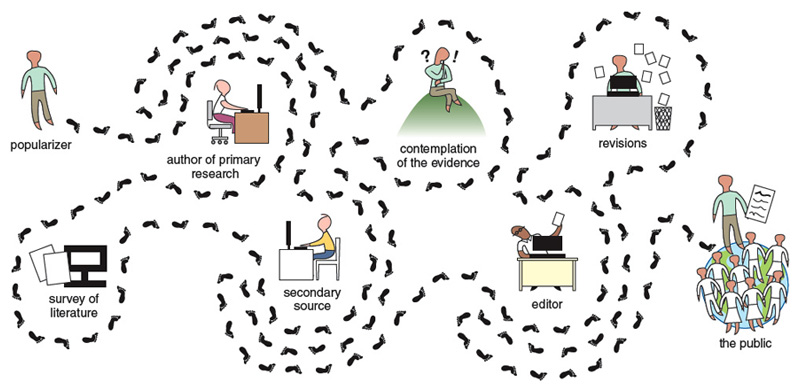 popularizer
author of primary
research
? !
contemplation
of the evidence
revisions
survey of
literature
secondary
source
editor
the public